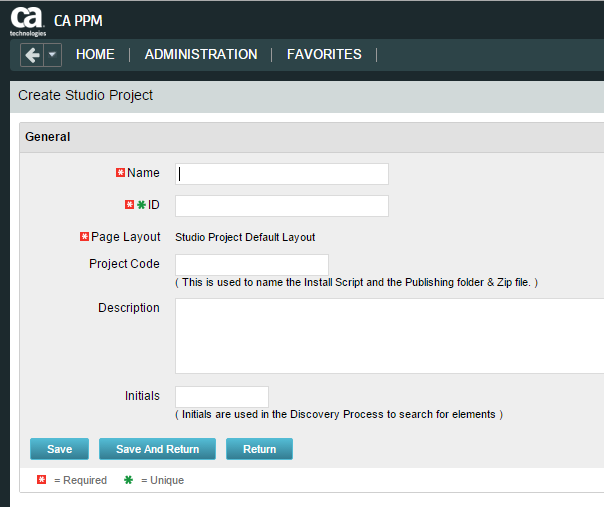 ca
technologies
CA PPM
HOME | ADMINISTRATION | FAVORITES |
Create Studio Project
General
* Name
* * ID
* Page Layout Studio Project Default Layout
Project Code
( This is used to name the Install Script and the Publishing folder & Zip file. )
Description
Initials
( Initials are used in the Discovery Process to search for elements )
Save Save And Return Return
* = Required * = Unique